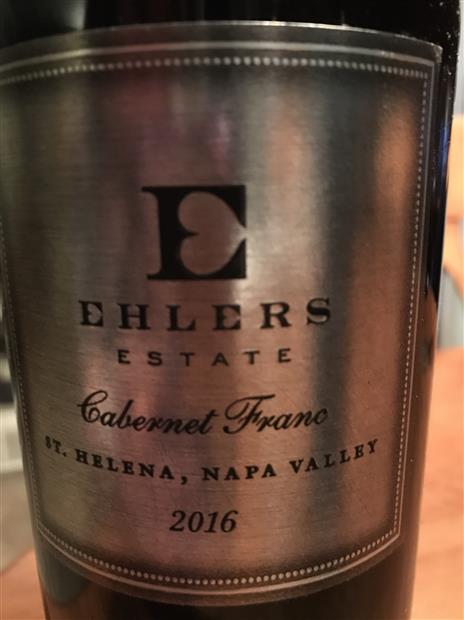 E
EHLERS
ESTATE
Cabernet Franc
ST. HELENA, NAPA VALLEY
2016